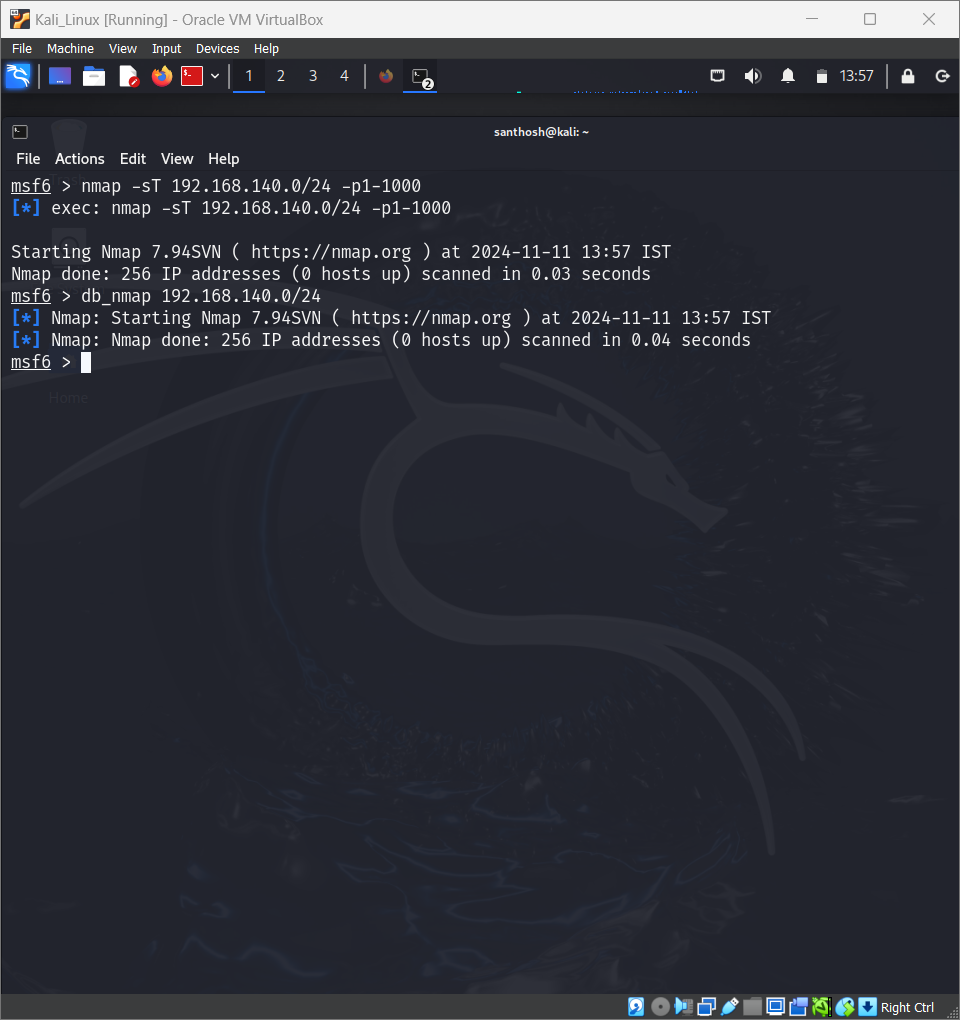 Kali_Linux [Running] - Oracle VM VirtualBox
File Machine View Input Devices Help
1 2 3 4 2 13:57
santhosh@kali: ~
File Actions Edit View Help
msf6 > nmap -sT 192.168.140.0/24 -p1-1000
[*] exec: nmap -sT 192.168.140.0/24 -p1-1000
Starting Nmap 7.94SVN ( https://nmap.org ) at 2024-11-11 13:57 IST
Nmap done: 256 IP addresses (0 hosts up) scanned in 0.03 seconds
msf6 > db_nmap 192.168.140.0/24
[*] Nmap: Starting Nmap 7.94SVN ( https://nmap.org ) at 2024-11-11 13:57 IST
[*] Nmap: Nmap done: 256 IP addresses (0 hosts up) scanned in 0.04 seconds
msf6 >
Home
Right Ctrl